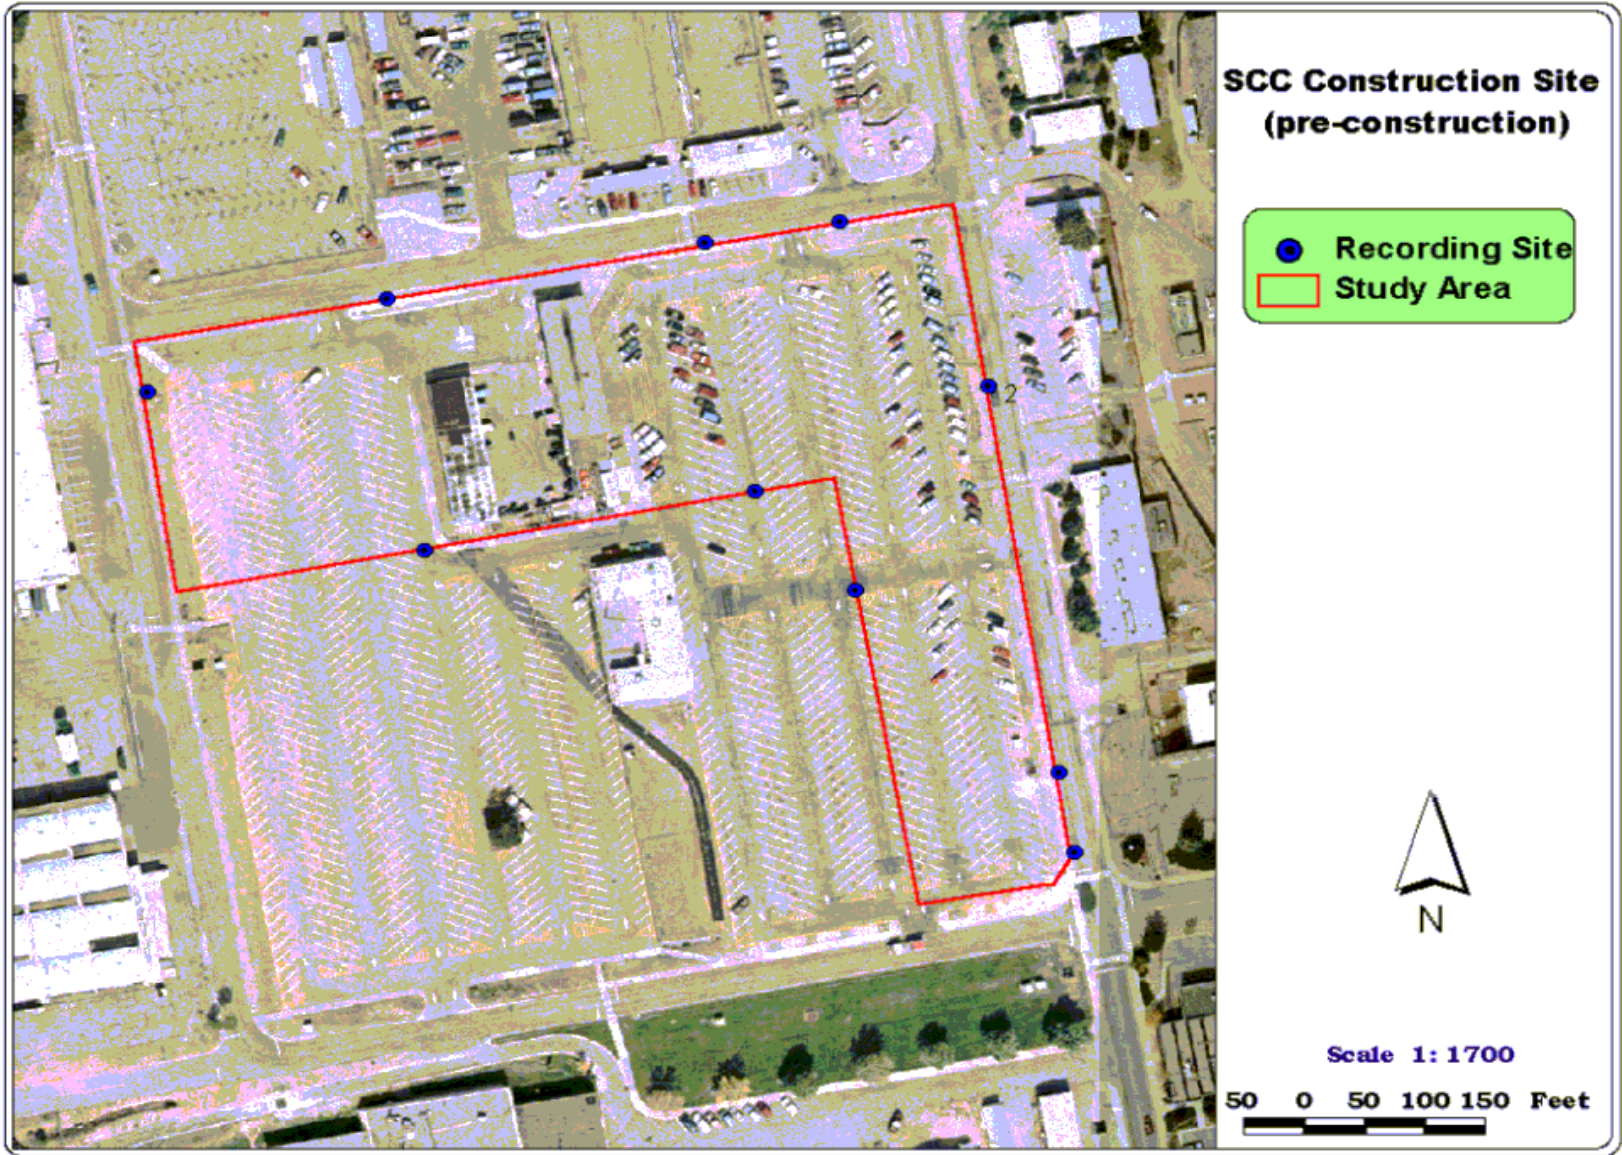 SCC Construction Site
(pre-construction)
Recording Site
Study Area
2
N
Scale 1:1700
50 0 50 100 150 Feet